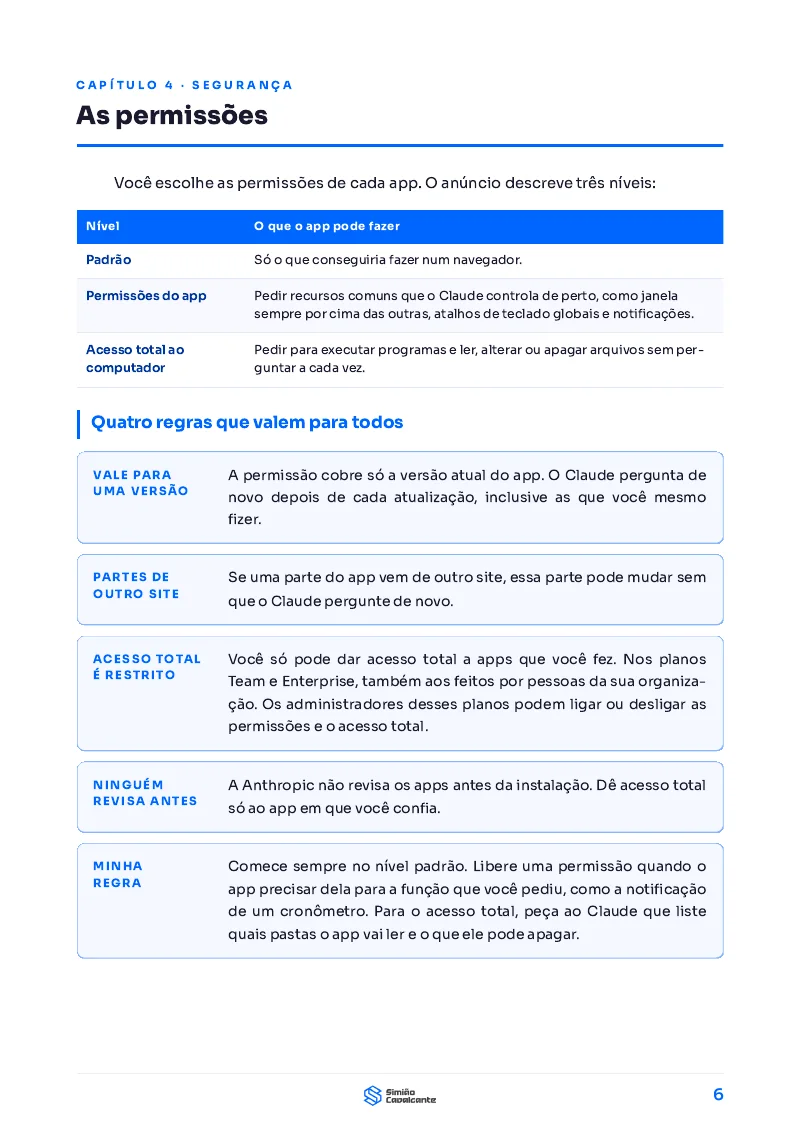 CAPÍTULO 4 · SEGURANÇA
As permissões
Você escolhe as permissões de cada app. O anúncio descreve três níveis:
Nível
O que o app pode fazer
Padrão
Só o que conseguiria fazer num navegador.
Permissões do app
Pedir recursos comuns que o Claude controla de perto, como janela
sempre por cima das outras, atalhos de teclado globais e notificações.
Acesso total ao
computador
Pedir para executar programas e ler, alterar ou apagar arquivos sem per-
guntar a cada vez.
Quatro regras que valem para todos
VALE PARA
UMA VERSÃO
A permissão cobre só a versão atual do app. O Claude pergunta de
novo depois de cada atualização, inclusive as que você mesmo
fizer.
PARTES DE
OUTRO SITE
Se uma parte do app vem de outro site, essa parte pode mudar sem
que o Claude pergunte de novo.
ACESSO TOTAL
É RESTRITO
Você só pode dar acesso total a apps que você fez. Nos planos
Team e Enterprise, também aos feitos por pessoas da sua organiza-
ção. Os administradores desses planos podem ligar ou desligar as
permissões e o acesso total.
NINGUÉM
REVISA ANTES
A Anthropic não revisa os apps antes da instalação. Dê acesso total
só ao app em que você confia.
MINHA
REGRA
Comece sempre no nível padrão. Libere uma permissão quando o
app precisar dela para a função que você pediu, como a notificação
de um cronômetro. Para o acesso total, peça ao Claude que liste
quais pastas o app vai ler e o que ele pode apagar.
Simião
Cavalcante
6